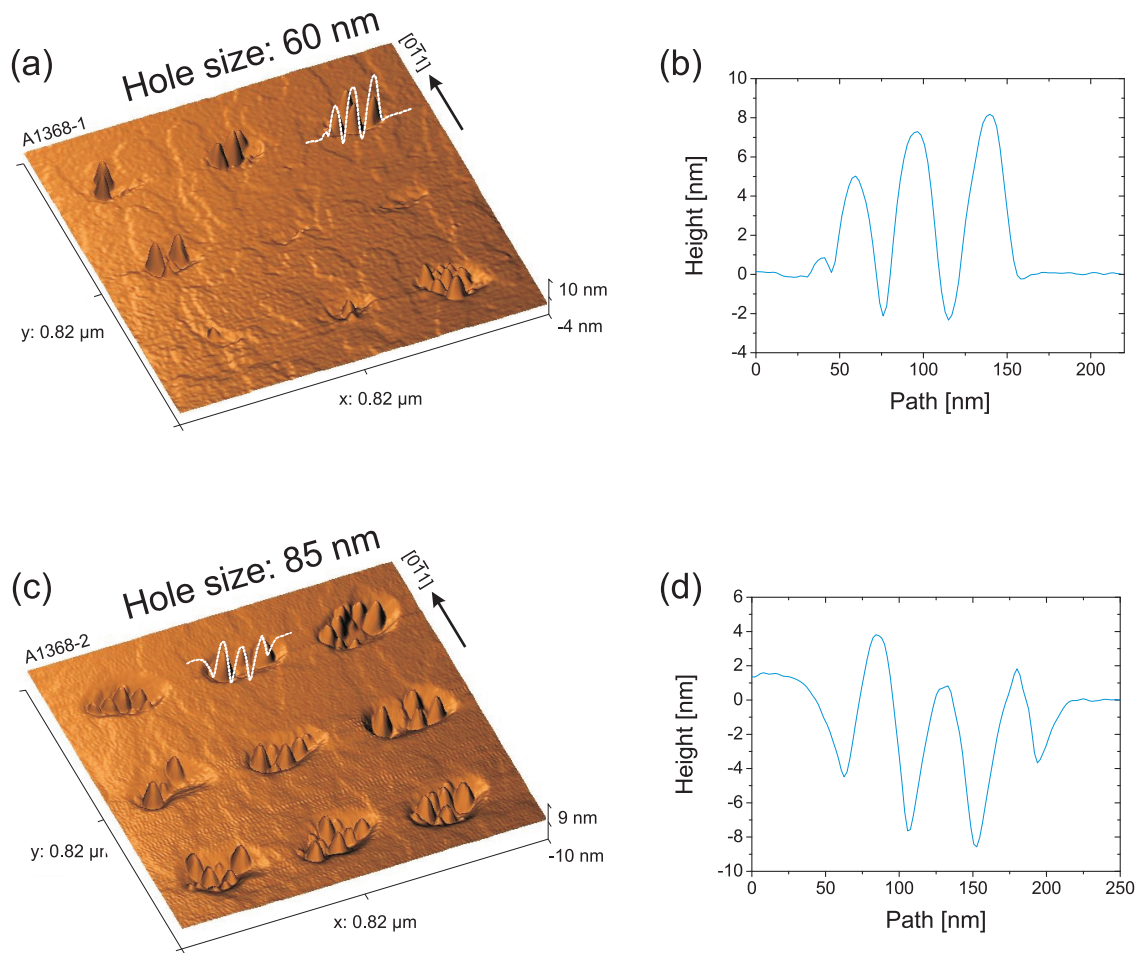 (a)
Hole size: 60 nm
[01̄1]
A1368-1
10 nm
-4 nm
y: 0.82 µm
x: 0.82 µm
(b)
10
8
6
4
2
0
-2
-4
Height [nm]
0
50
100
150
200
Path [nm]
(c)
Hole size: 85 nm
[01̄1]
A1368-2
9 nm
-10 nm
y: 0.82 µm
x: 0.82 µm
(d)
6
4
2
0
-2
-4
-6
-8
-10
Height [nm]
0
50
100
150
200
250
Path [nm]